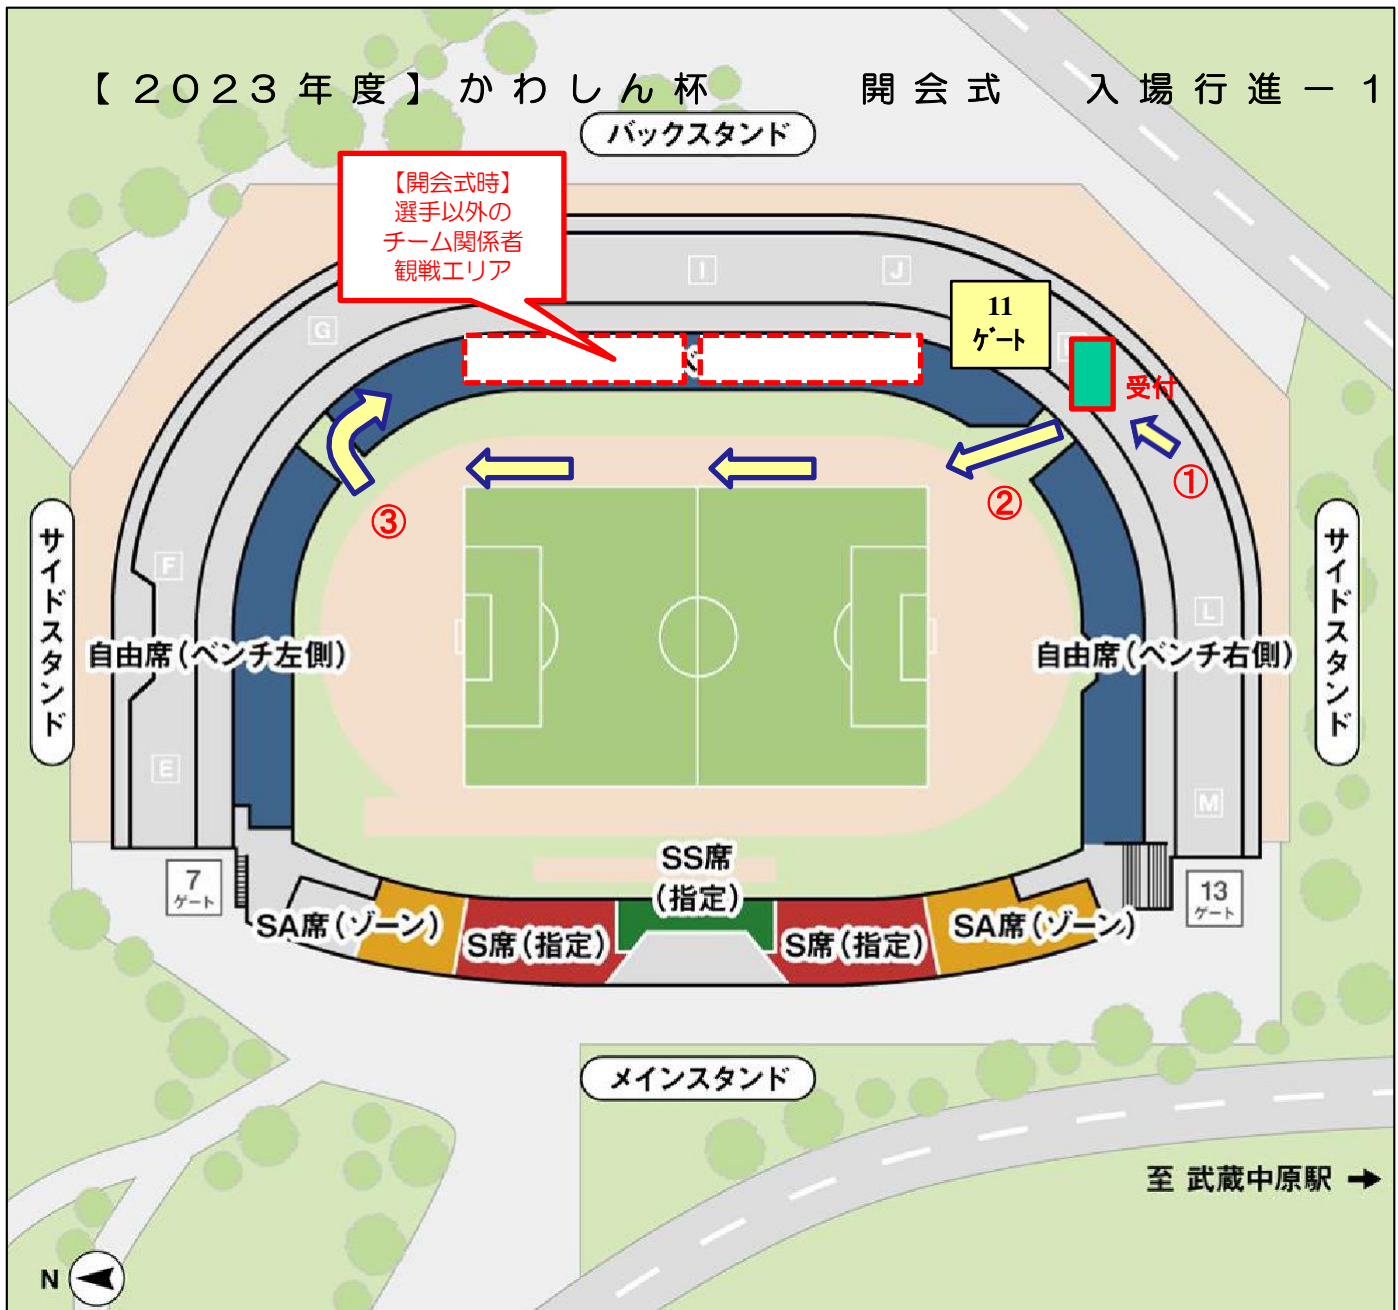 【２０２３年度】かわしん杯　開会式　入場行進－１
バックスタンド
【開会式時】
選手以外の
チーム関係者
観戦エリア
I
J
G
11
ｹﾞｰﾄ
受付
①
②
③
サイドスタンド
サイドスタンド
F
L
自由席(ベンチ左側)
自由席(ベンチ右側)
E
M
7
ゲート
13
ゲート
SS席
(指定)
SA席(ゾーン)
S席(指定)
S席(指定)
SA席(ゾーン)
メインスタンド
至 武蔵中原駅 →
N